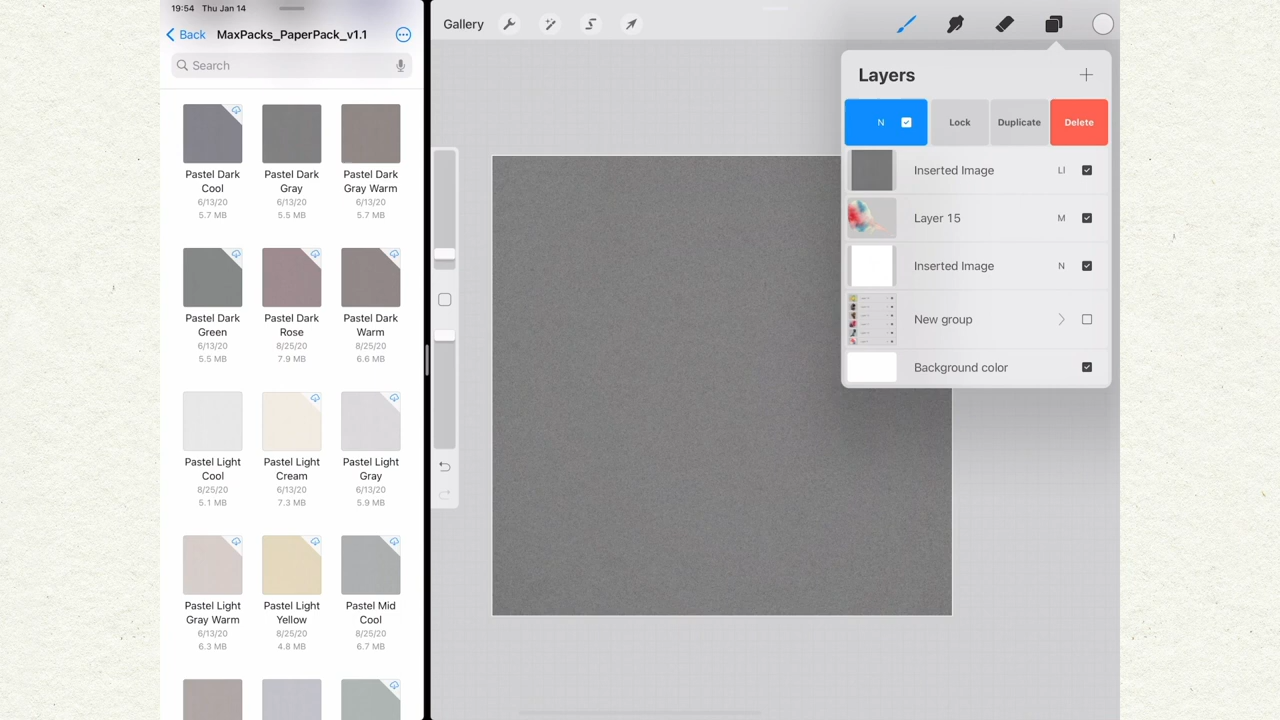 19:54 Thu Jan 14
Back MaxPacks_PaperPack_v1.1
Search
Pastel Dark
Cool
6/13/20
5.7 MB
Pastel Dark
Gray
6/13/20
5.5 MB
Pastel Dark
Gray Warm
6/13/20
5.7 MB
Pastel Dark
Green
6/13/20
5.5 MB
Pastel Dark
Rose
8/25/20
7.9 MB
Pastel Dark
Warm
8/25/20
6.6 MB
Pastel Light
Cool
8/25/20
5.1 MB
Pastel Light
Cream
6/13/20
7.3 MB
Pastel Light
Gray
6/13/20
5.9 MB
Pastel Light
Gray Warm
6/13/20
6.3 MB
Pastel Light
Yellow
8/25/20
4.8 MB
Pastel Mid
Cool
8/25/20
6.7 MB
Gallery
Layers
N Lock Duplicate Delete
Inserted Image LI
Layer 15 M
Inserted Image N
New group
Background color